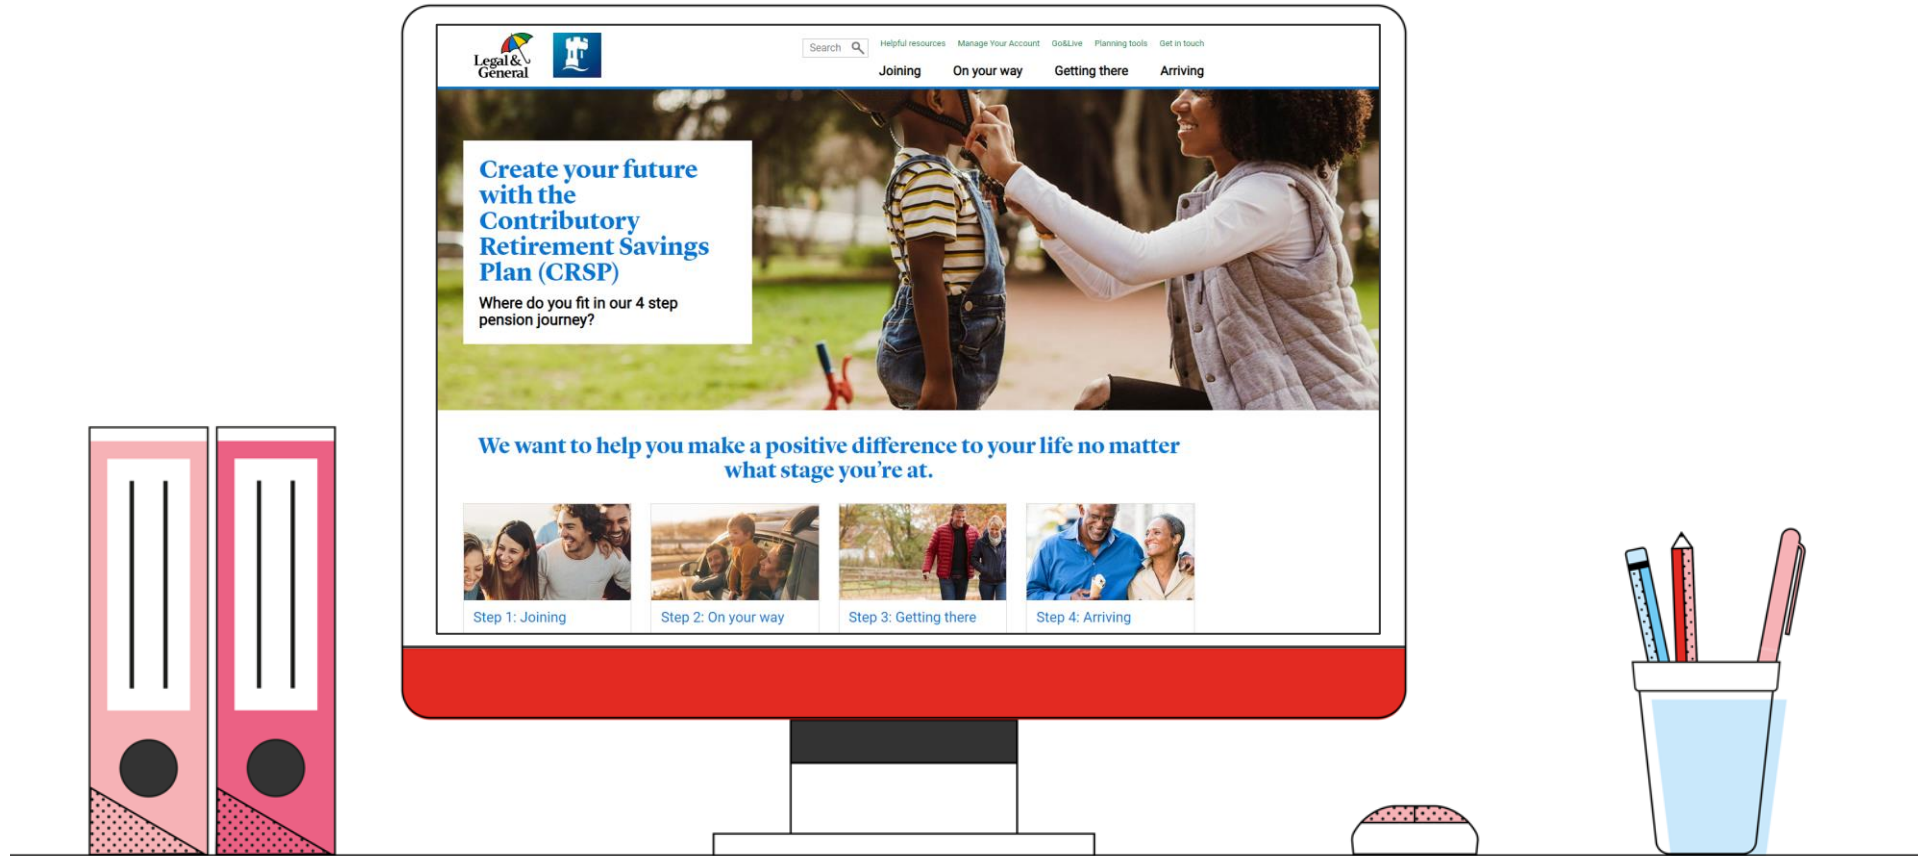 Legal &
General
Search
Helpful resources Manage Your Account Go&Live Planning tools Get in touch
Joining On your way Getting there Arriving
Create your future
with the
Contributory
Retirement Savings
Plan (CRSP)
Where do you fit in our 4 step
pension journey?
We want to help you make a positive difference to your life no matter
what stage you're at.
Step 1: Joining
Step 2: On your way
Step 3: Getting there
Step 4: Arriving